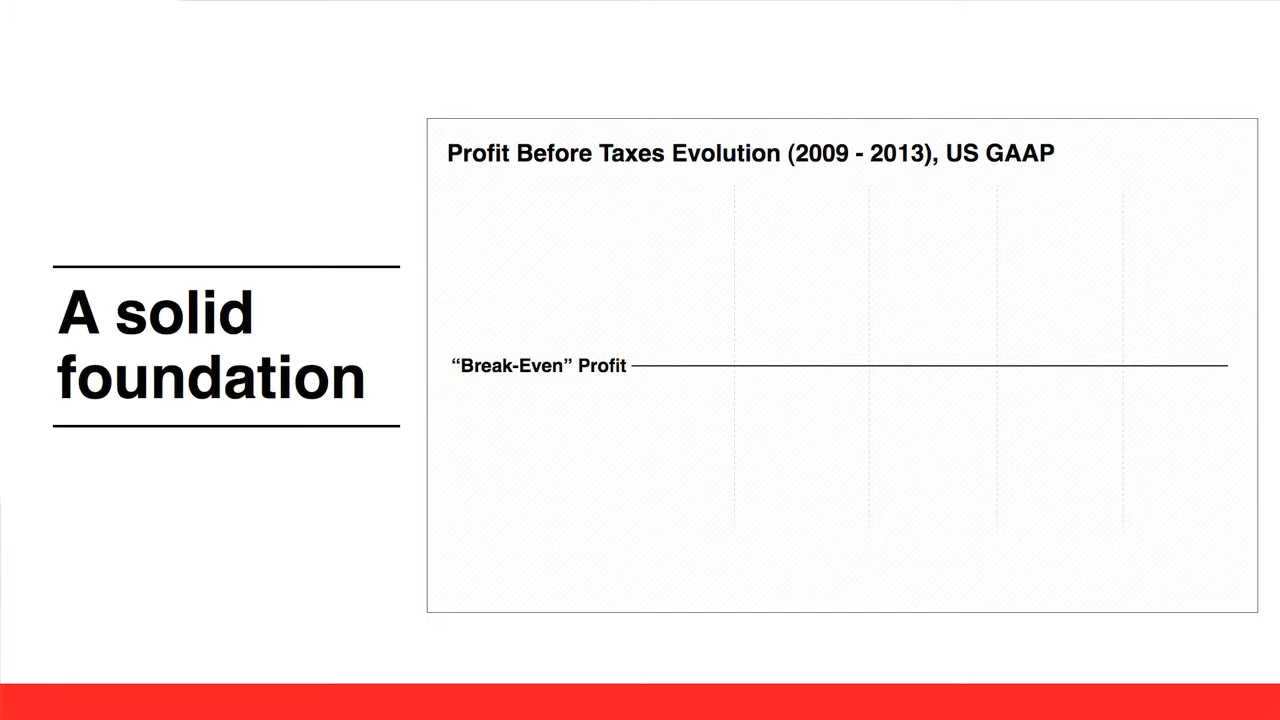 Profit Before Taxes Evolution (2009 - 2013), US GAAP
A solid
foundation
“Break-Even” Profit